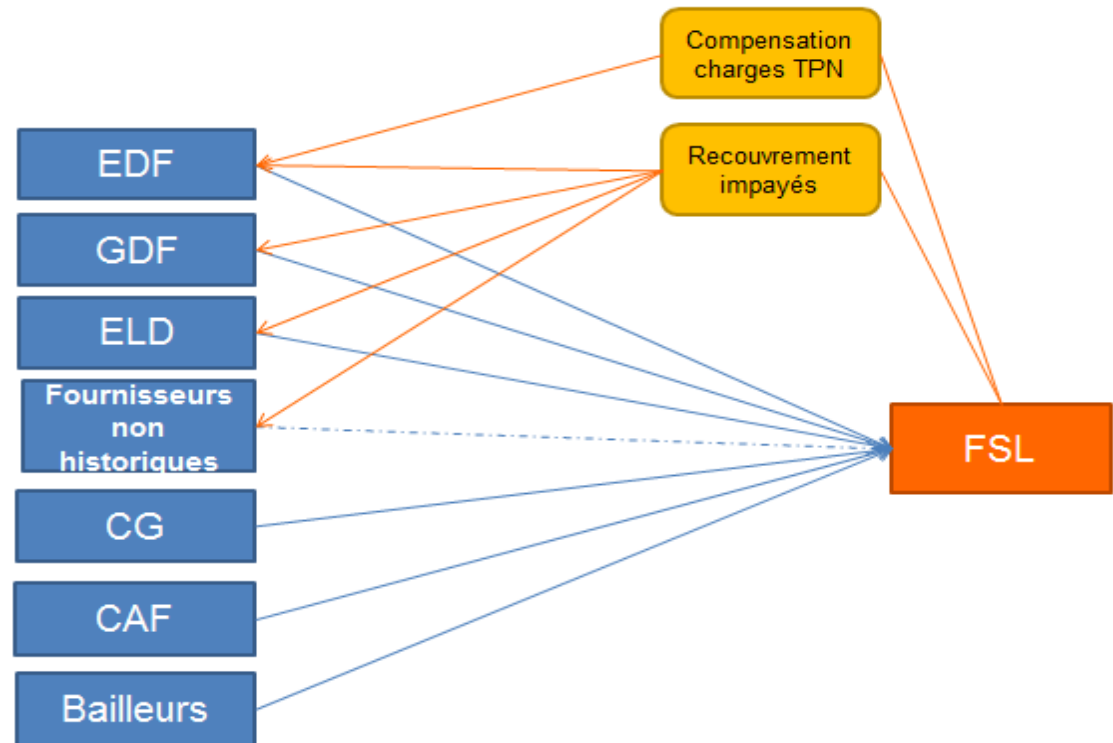 Compensation
charges TPN
Recouvrement
impayés
EDF
GDF
ELD
Fournisseurs
non
historiques
CG
CAF
Bailleurs
FSL